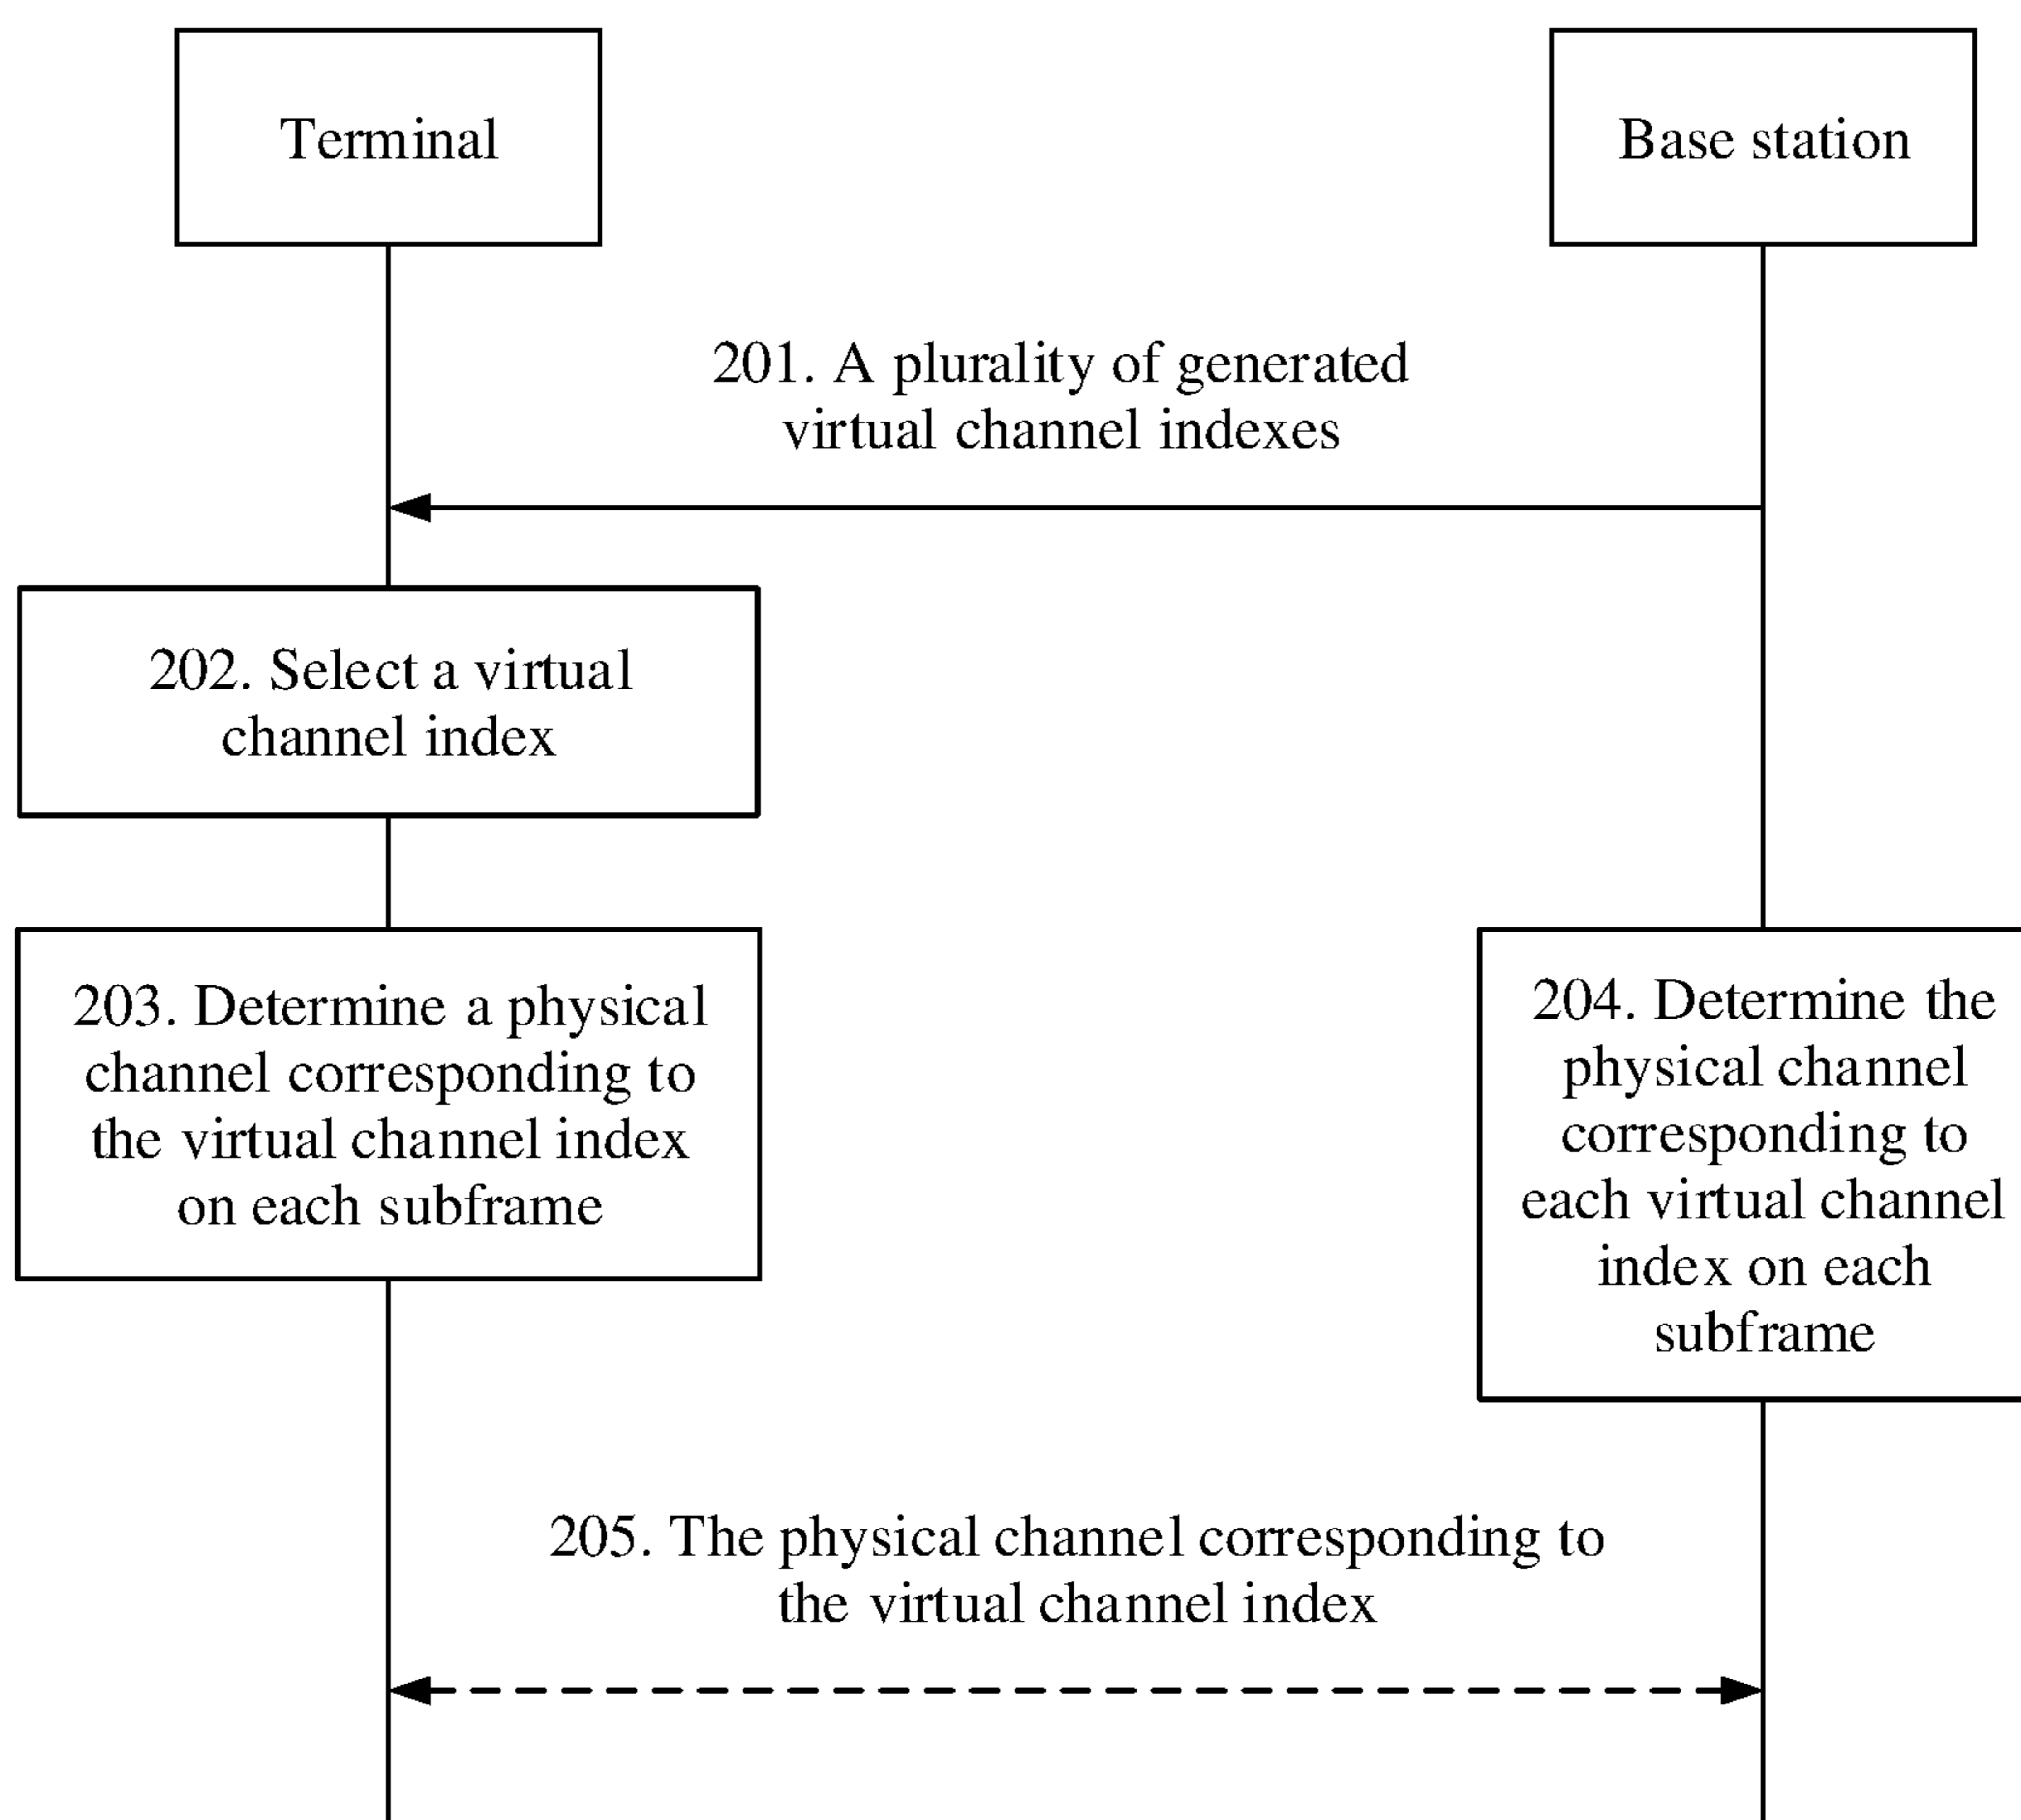 Terminal
Base station
201. A plurality of generated
virtual channel indexes
202. Select a virtual
channel index
203. Determine a physical
channel corresponding to
the virtual channel index
on each subframe
204. Determine the
physical channel
corresponding to
each virtual channel
index on each
subframe
205. The physical channel corresponding to
the virtual channel index